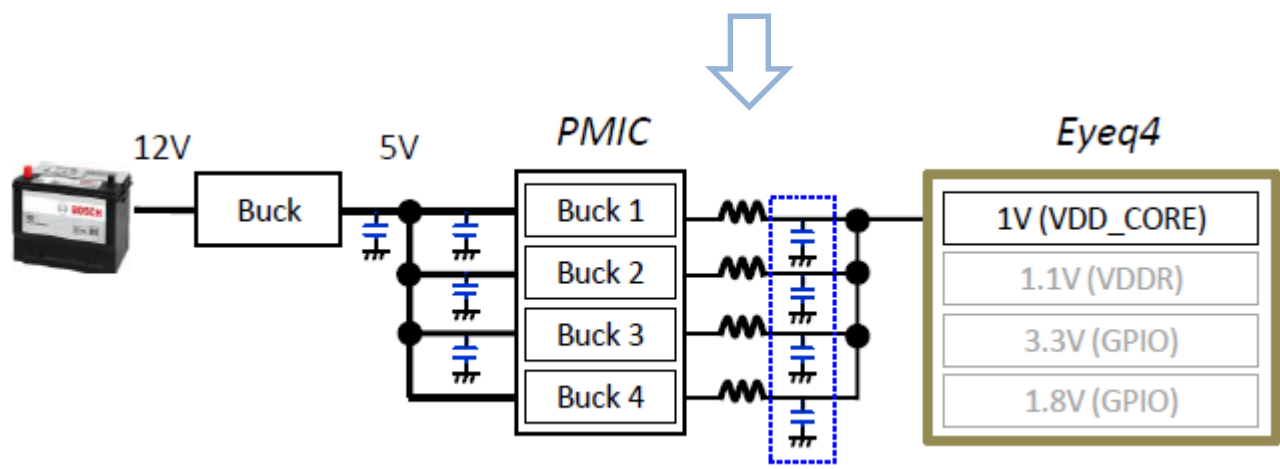 12V
5V
PMIC
Eyeq4
BOSCH
Buck
Buck 1
Buck 2
Buck 3
Buck 4
1V (VDD_CORE)
1.1V (VDDR)
3.3V (GPIO)
1.8V (GPIO)